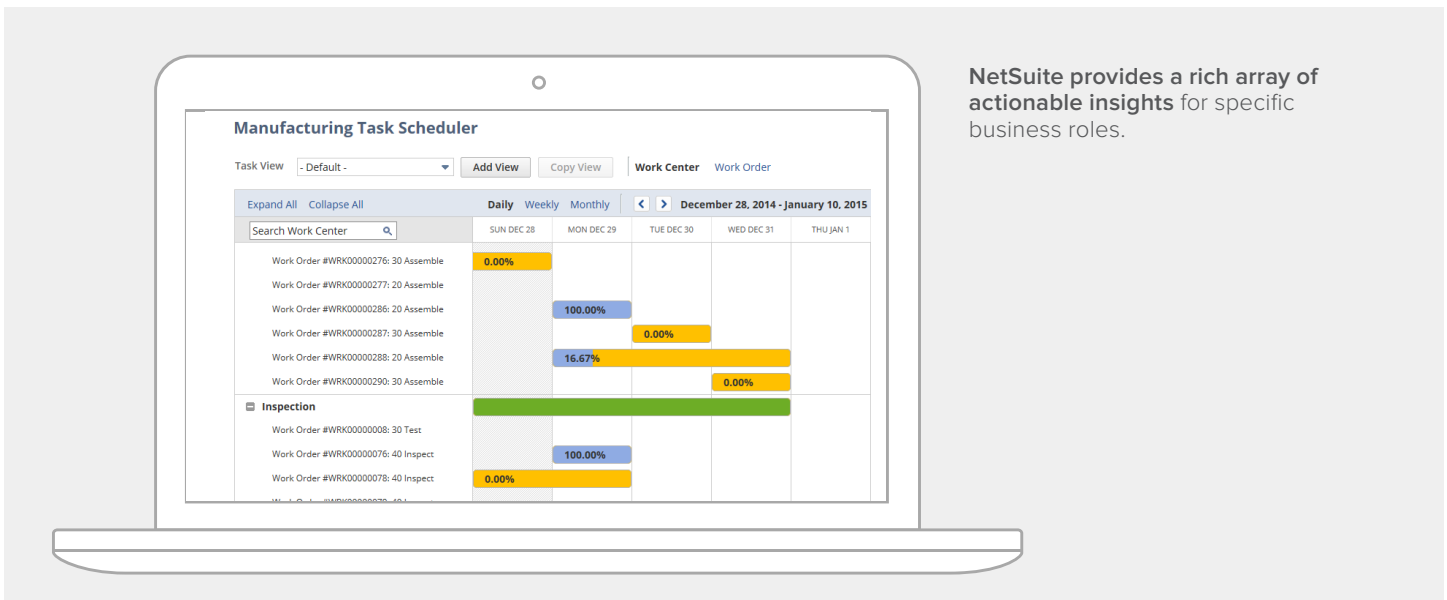 NetSuite provides a rich array of
actionable insights for specific
business roles.
Manufacturing Task Scheduler
Task View - Default - Add View Copy View Work Center Work Order
Expand All Collapse All Daily Weekly Monthly December 28, 2014 - January 10, 2015
Search Work Center SUN DEC 28 MON DEC 29 TUE DEC 30 WED DEC 31 THU JAN 1
Work Order #WRK00000276: 30 Assemble 0.00%
Work Order #WRK00000277: 20 Assemble
Work Order #WRK00000286: 20 Assemble 100.00%
Work Order #WRK00000287: 30 Assemble 0.00%
Work Order #WRK00000288: 20 Assemble 16.67%
Work Order #WRK00000290: 30 Assemble 0.00%
Inspection
Work Order #WRK00000008: 30 Test
Work Order #WRK00000076: 40 Inspect 100.00%
Work Order #WRK00000078: 40 Inspect 0.00%